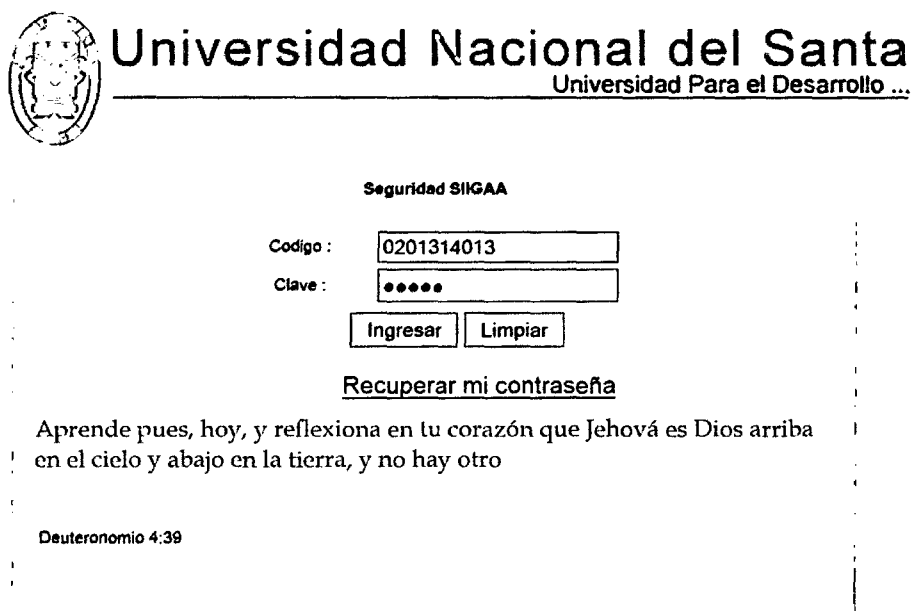 Universidad Nacional del Santa
Universidad Para el Desarrollo ...
Seguridad SIIGAA
Codigo : 0201314013
Clave : •••••
Ingresar Limpiar
Recuperar mi contraseña
Aprende pues, hoy, y reflexiona en tu corazón que Jehová es Dios arriba
en el cielo y abajo en la tierra, y no hay otro
Deuteronomio 4:39